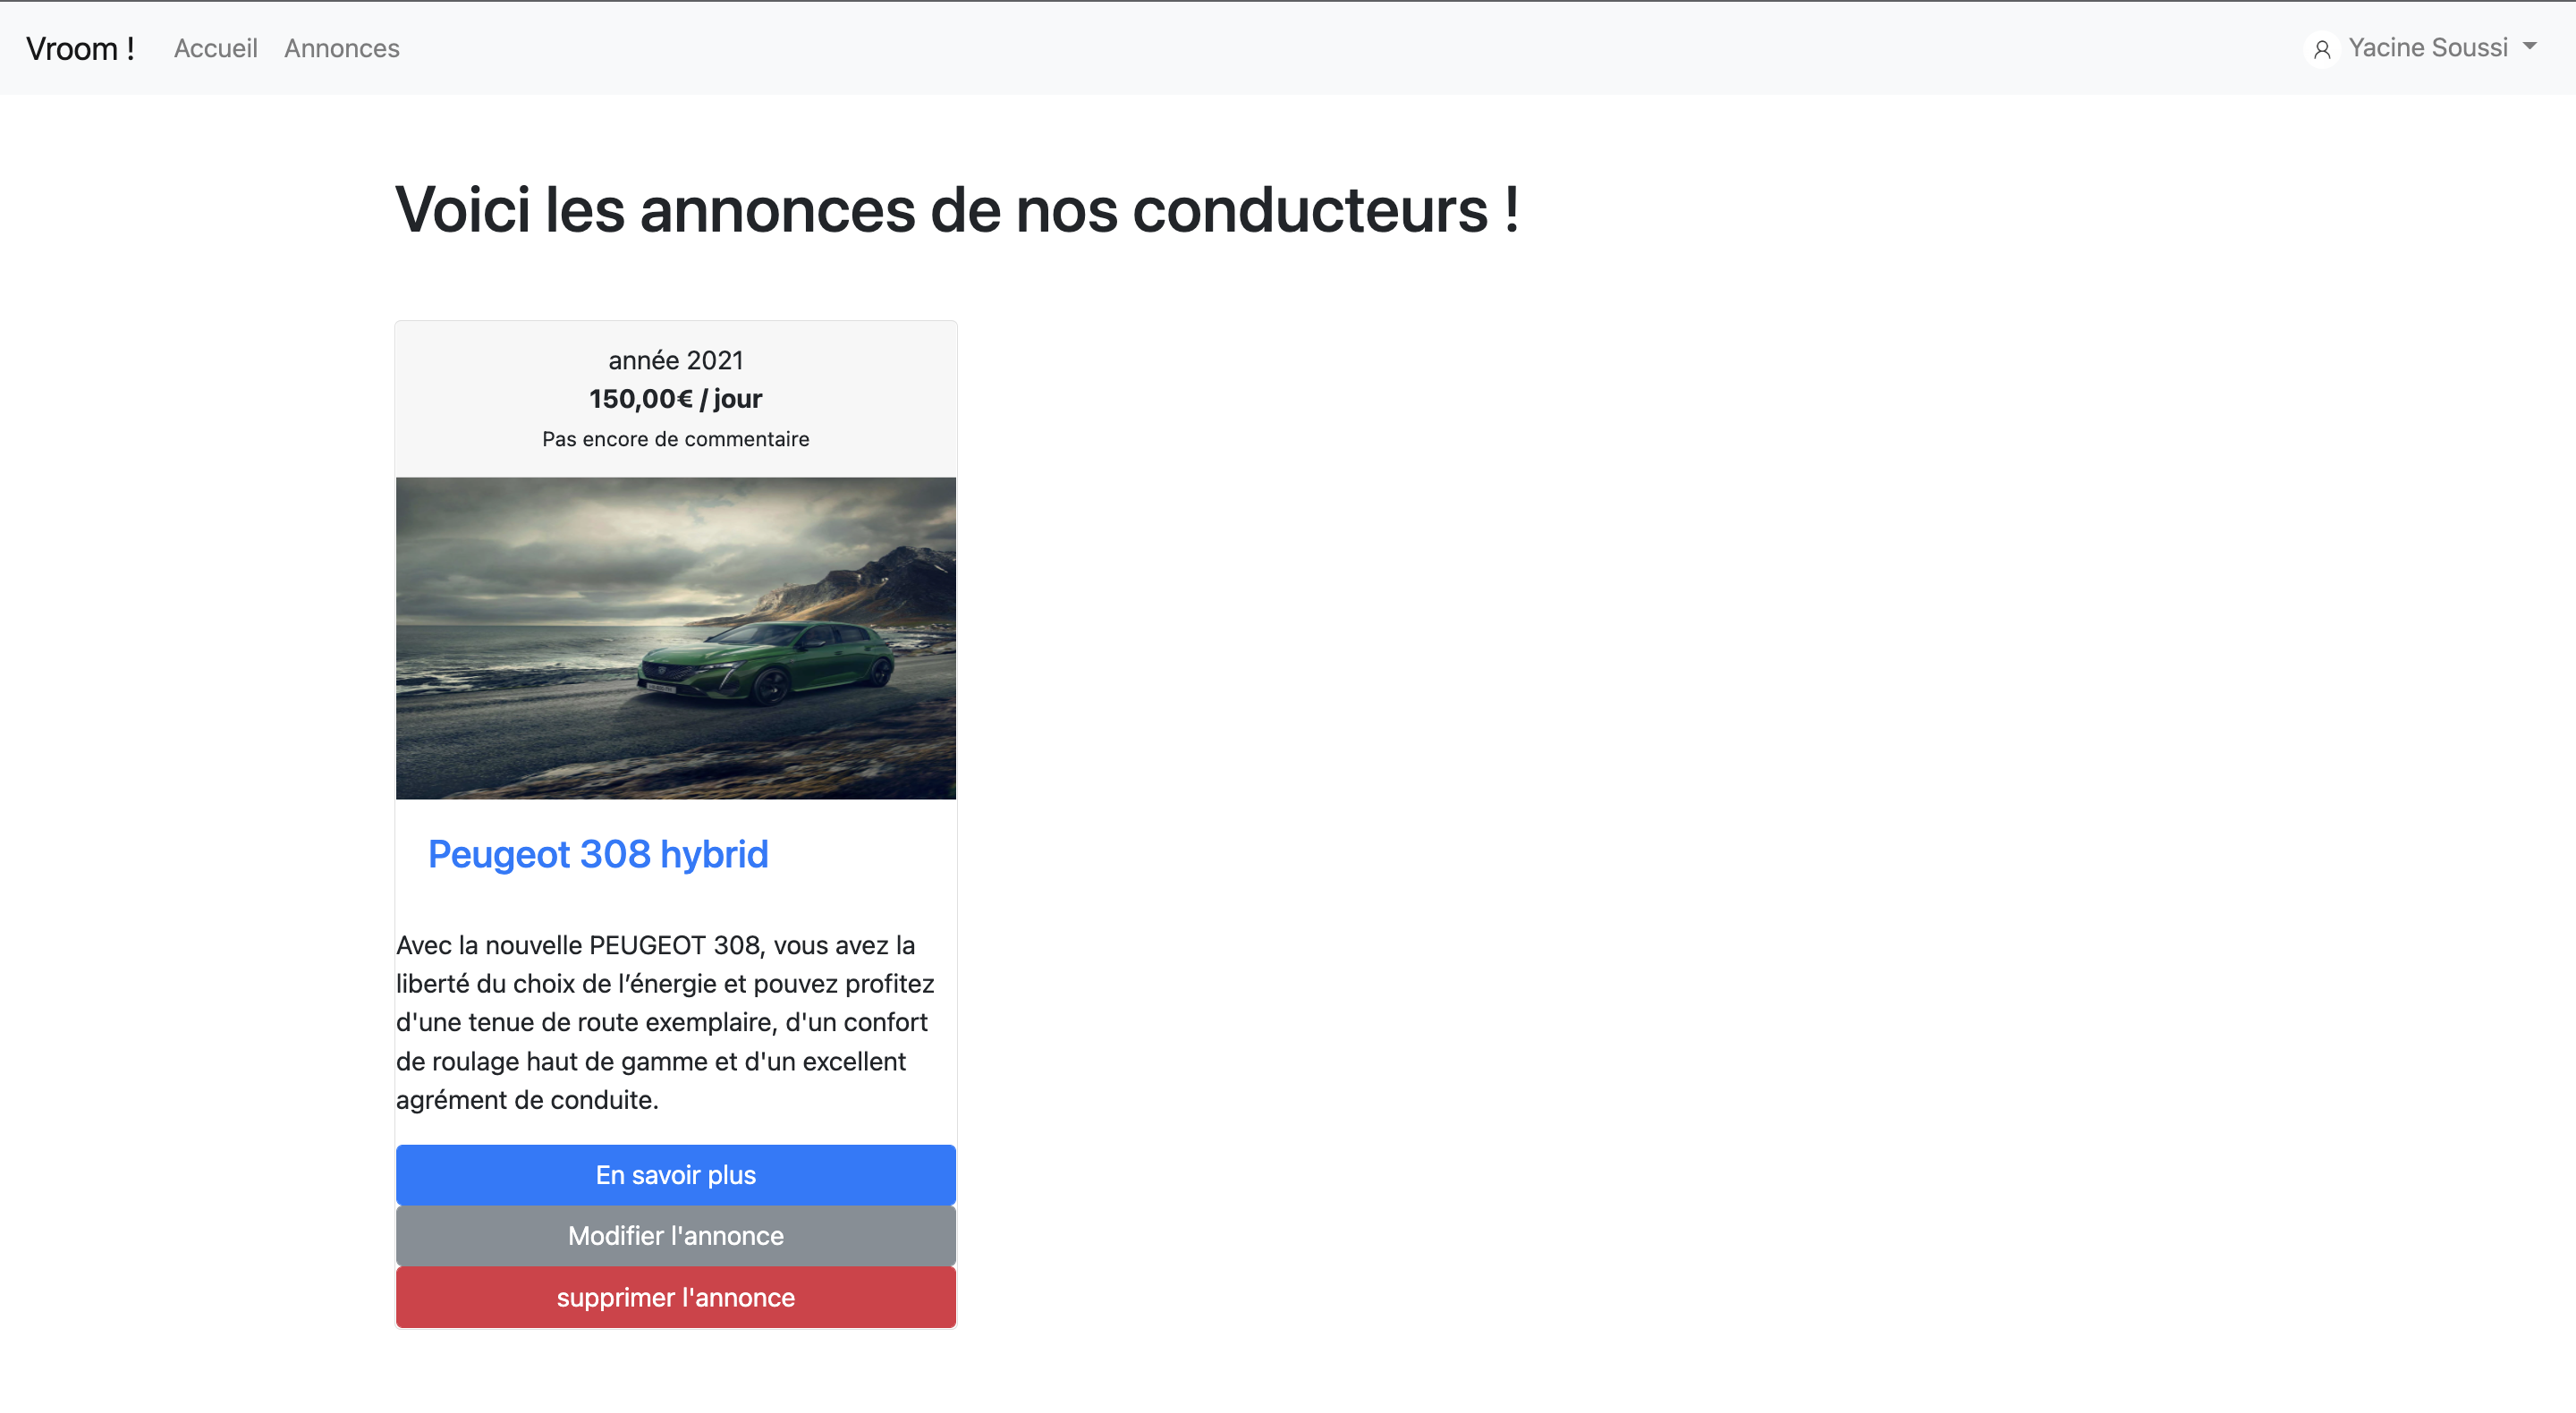 Vroom ! Accueil Annonces Yacine Soussi
Voici les annonces de nos conducteurs !
année 2021
150,00€ / jour
Pas encore de commentaire
Peugeot 308 hybrid
Avec la nouvelle PEUGEOT 308, vous avez la
liberté du choix de l’énergie et pouvez profitez
d'une tenue de route exemplaire, d'un confort
de roulage haut de gamme et d'un excellent
agrément de conduite.
En savoir plus
Modifier l'annonce
supprimer l'annonce